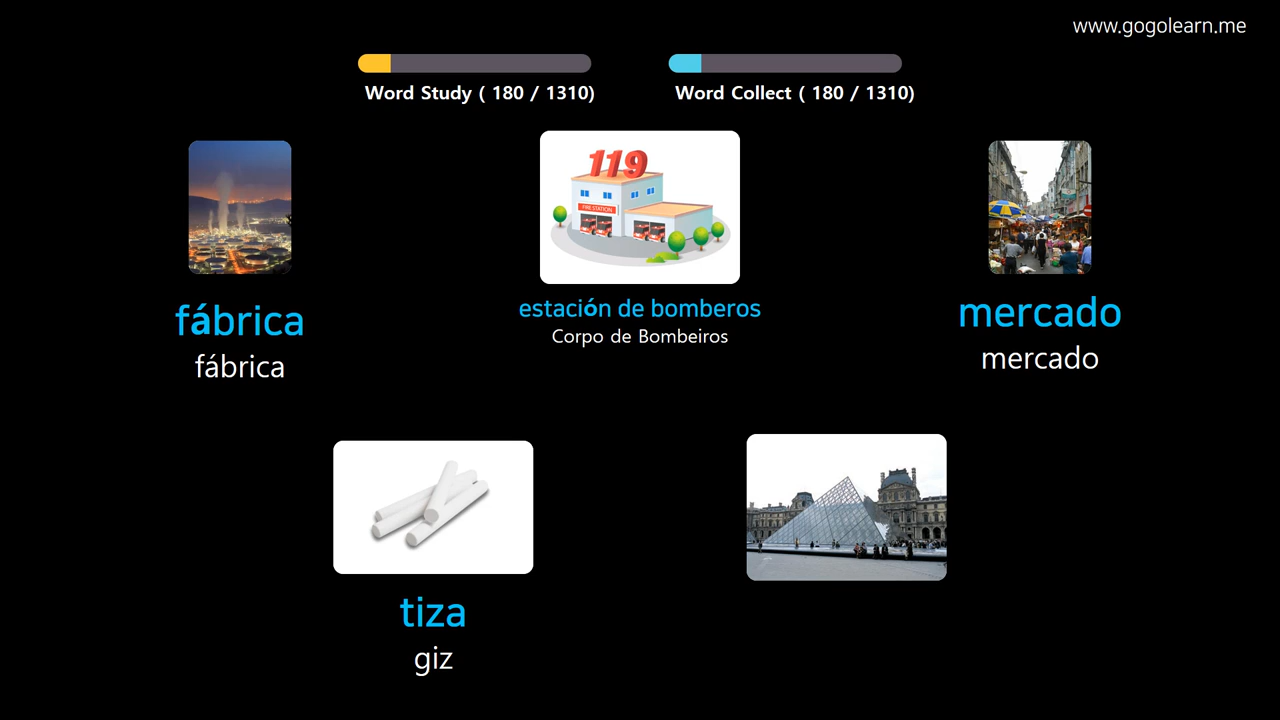 www.gogolearn.me
Word Study ( 180 / 1310)
Word Collect ( 180 / 1310)
119
FIRE STATION
fábrica
fábrica
estación de bomberos
Corpo de Bombeiros
mercado
mercado
tiza
giz